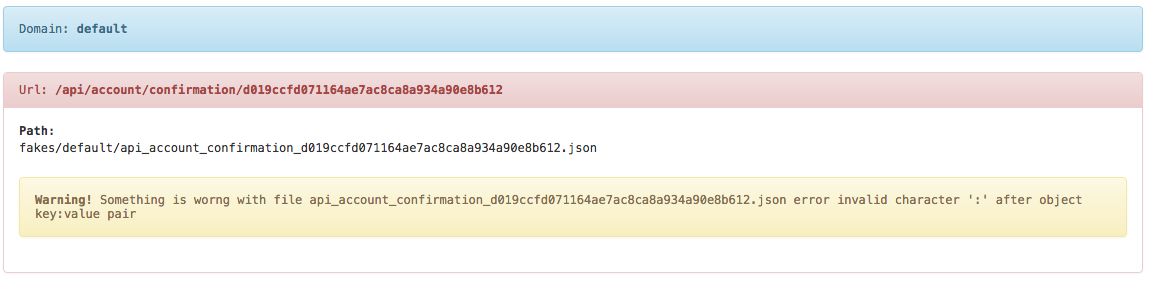 Domain: default
Url: /api/account/confirmation/d019ccfd071164ae7ac8ca8a934a90e8b612
Path:
fakes/default/api_account_confirmation_d019ccfd071164ae7ac8ca8a934a90e8b612.json
Warning! Something is worng with file api_account_confirmation_d019ccfd071164ae7ac8ca8a934a90e8b612.json error invalid character ':' after object
key:value pair